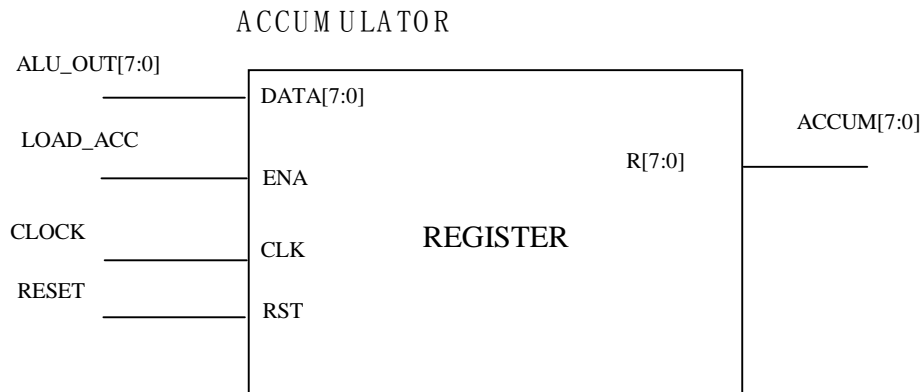 ACCUMULATOR
ALU_OUT[7:0]
DATA[7:0]
ACCUM[7:0]
LOAD_ACC
R[7:0]
ENA
CLOCK
CLK
REGISTER
RESET
RST